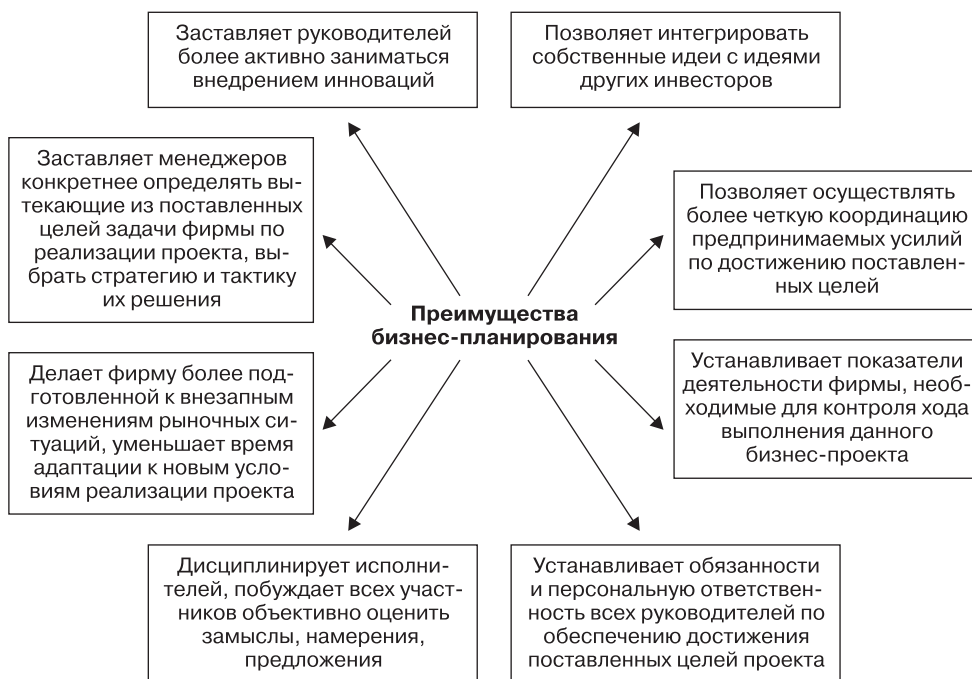 Заставляет руководителей
более активно заниматься
внедрением инноваций
Позволяет интегрировать
собственные идеи с идеями
других инвесторов
Заставляет менеджеров
конкретнее определять вы-
текающие из поставленных
целей задачи фирмы по
реализации проекта, вы-
брать стратегию и тактику
их решения
Позволяет осуществлять
более четкую координацию
предпринимаемых усилий
по достижению поставлен-
ных целей
Преимущества
бизнес-планирования
Делает фирму более под-
готовленной к внезапным
изменениям рыночных си-
туаций, уменьшает время
адаптации к новым усло-
виям реализации проекта
Устанавливает показатели
деятельности фирмы, необ-
ходимые для контроля хода
выполнения данного
бизнес-проекта
Дисциплинирует исполни-
телей, побуждает всех участ-
ников объективно оценить
замыслы, намерения,
предложения
Устанавливает обязанности
и персональную ответствен-
ность всех руководителей по
обеспечению достижения
поставленных целей проекта